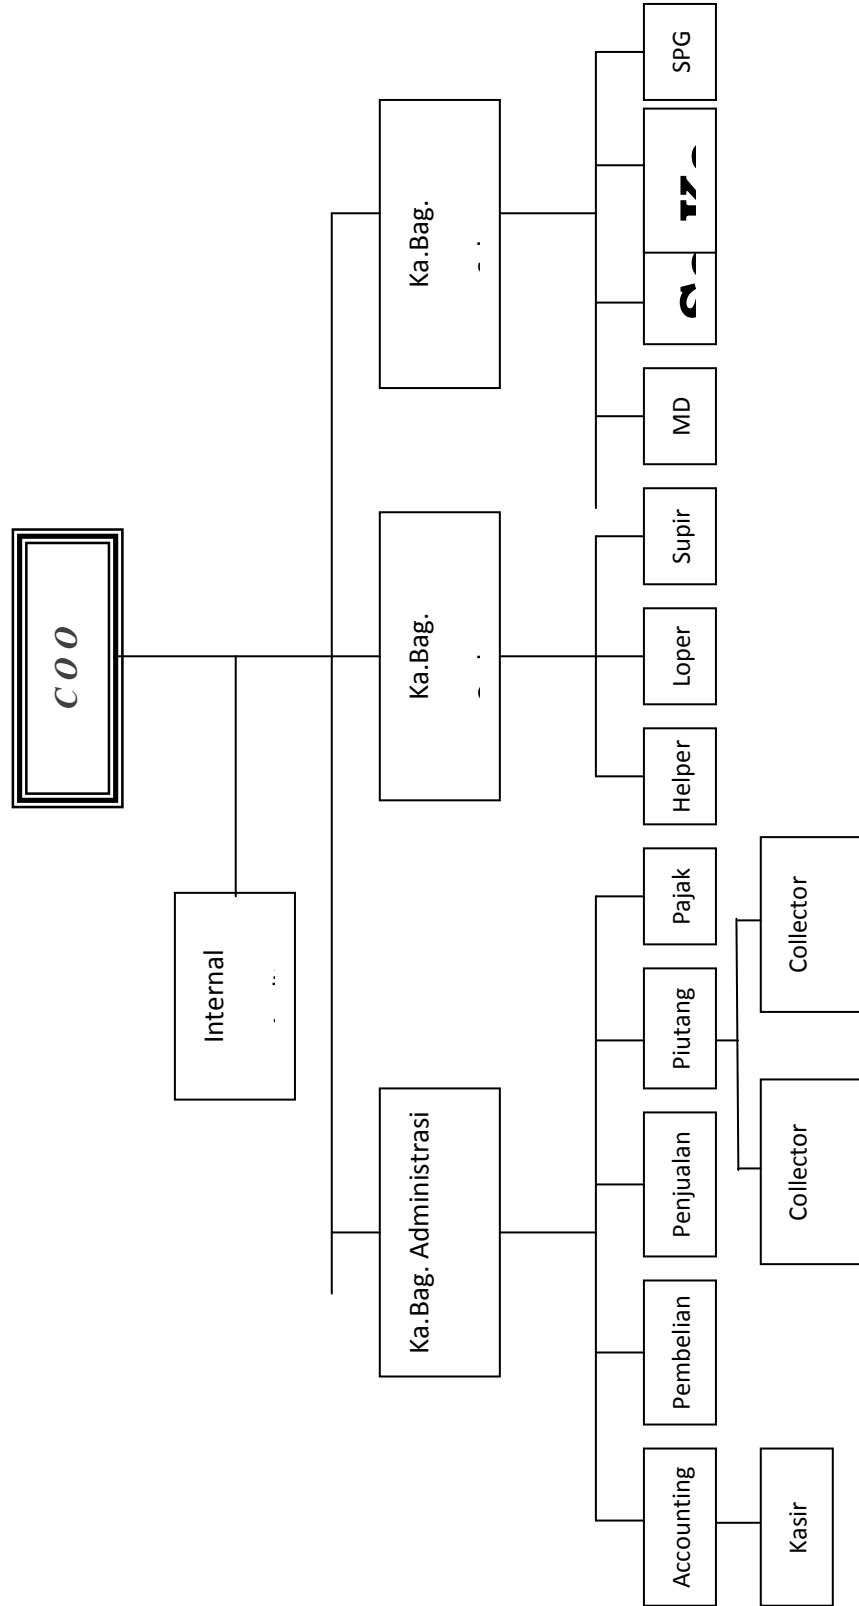 C O O
Internal
Ka.Bag. Administrasi
Ka.Bag.
Ka.Bag.
Accounting
Pembelian
Penjualan
Piutang
Pajak
Helper
Loper
Supir
MD
SPG
Kasir
Collector
Collector